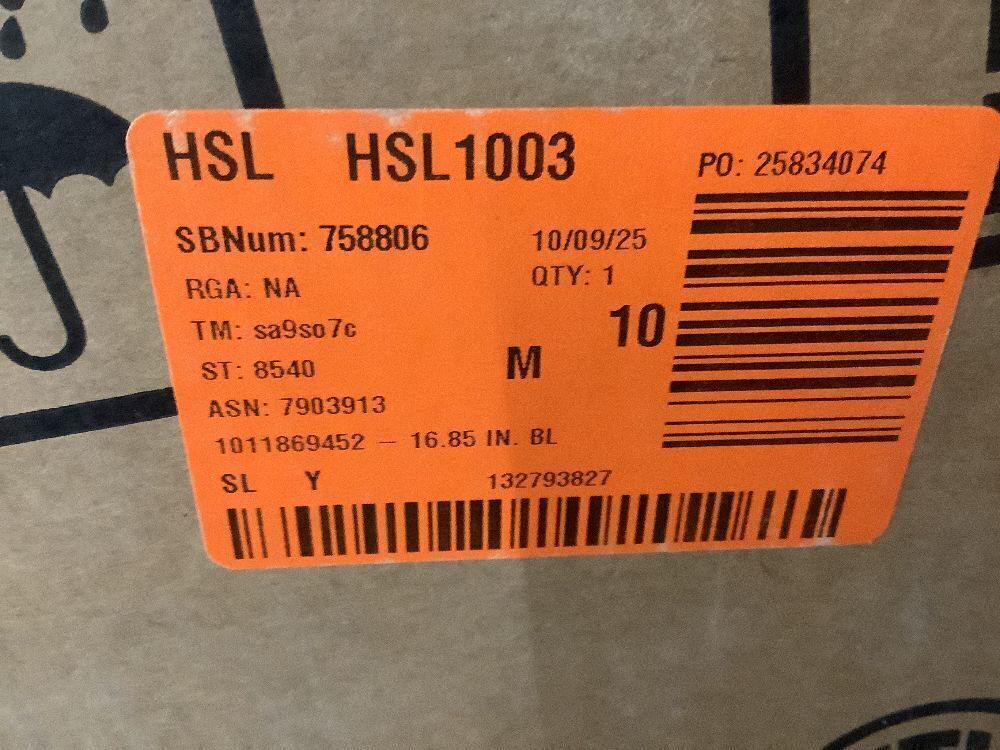 HSL HSL1003
PO: 25834074
SBNum: 758806
10/09/25
RGA: NA
QTY: 1
TM: sa9so7c
10
ST: 8540
M
ASN: 7903913
1011869452 – 16.85 IN. BL
SL Y 132793827